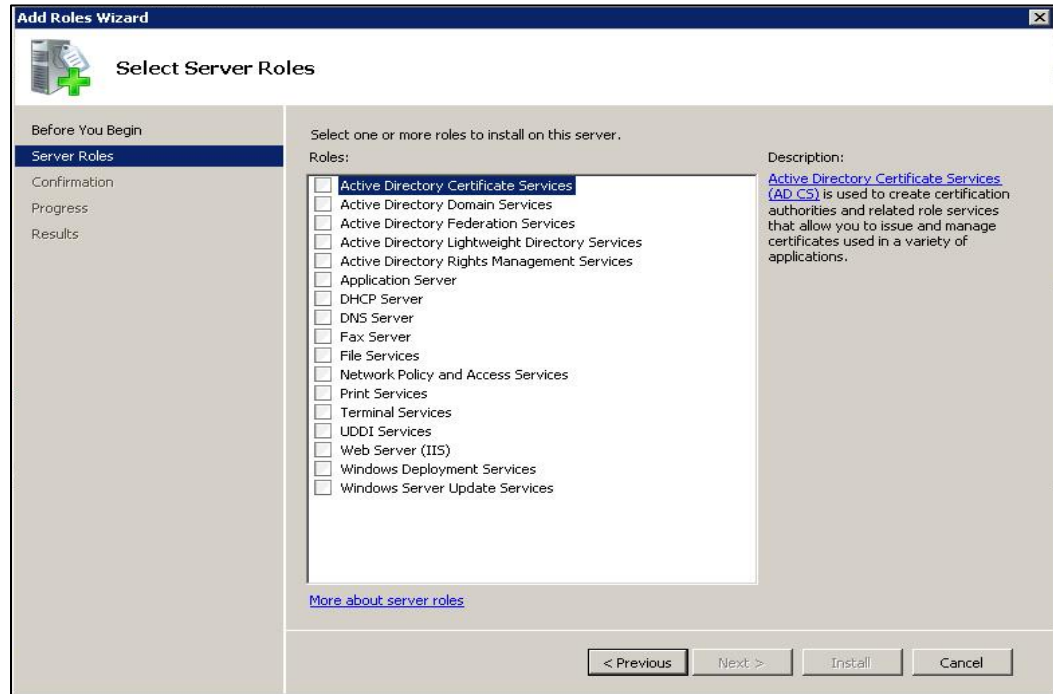 Add Roles Wizard
Select Server Roles
Before You Begin
Server Roles
Confirmation
Progress
Results
Select one or more roles to install on this server.
Roles:
Active Directory Certificate Services
Active Directory Domain Services
Active Directory Federation Services
Active Directory Lightweight Directory Services
Active Directory Rights Management Services
Application Server
DHCP Server
DNS Server
Fax Server
File Services
Network Policy and Access Services
Print Services
Terminal Services
UDDI Services
Web Server (IIS)
Windows Deployment Services
Windows Server Update Services
More about server roles
Description:
Active Directory Certificate Services
(AD CS) is used to create certification
authorities and related role services
that allow you to issue and manage
certificates used in a variety of
applications.
< Previous
Next >
Install
Cancel